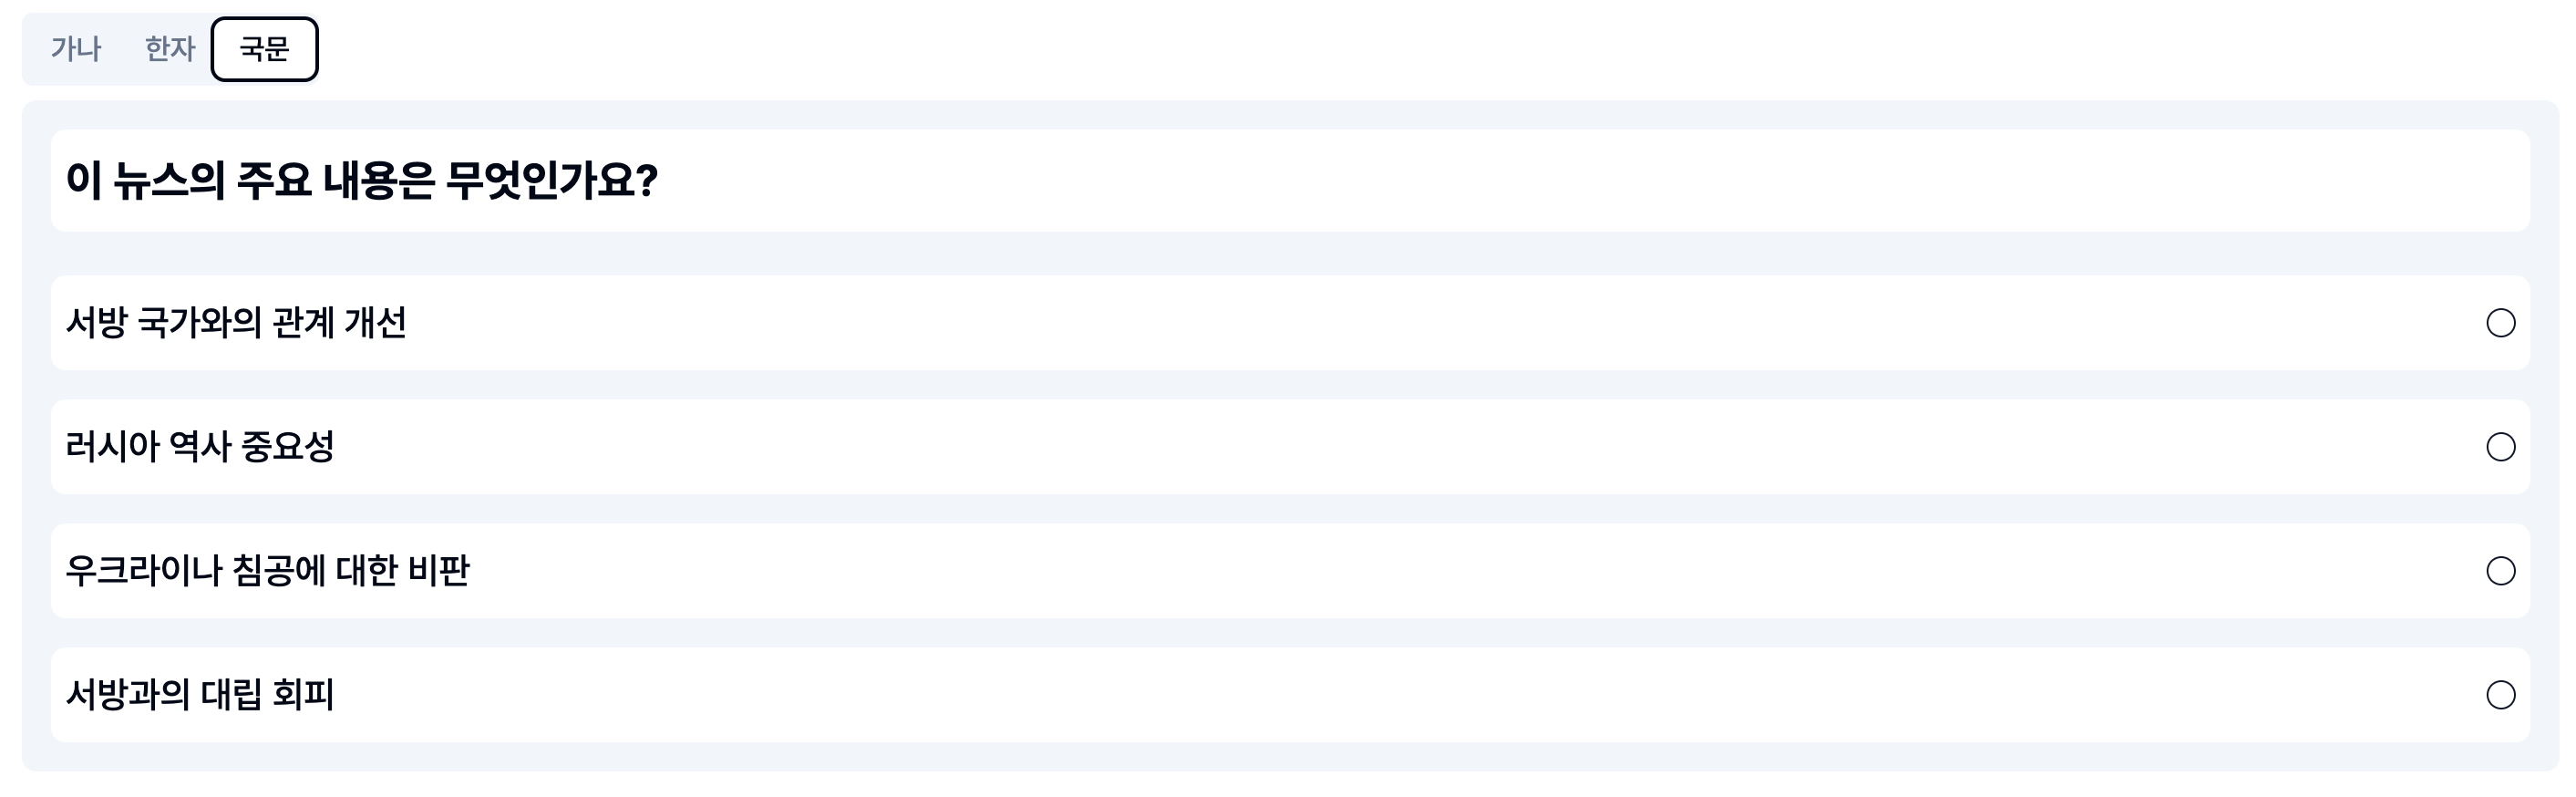 가나 한자 국문
이 뉴스의 주요 내용은 무엇인가요?
서방 국가와의 관계 개선
러시아 역사 중요성
우크라이나 침공에 대한 비판
서방과의 대립 회피